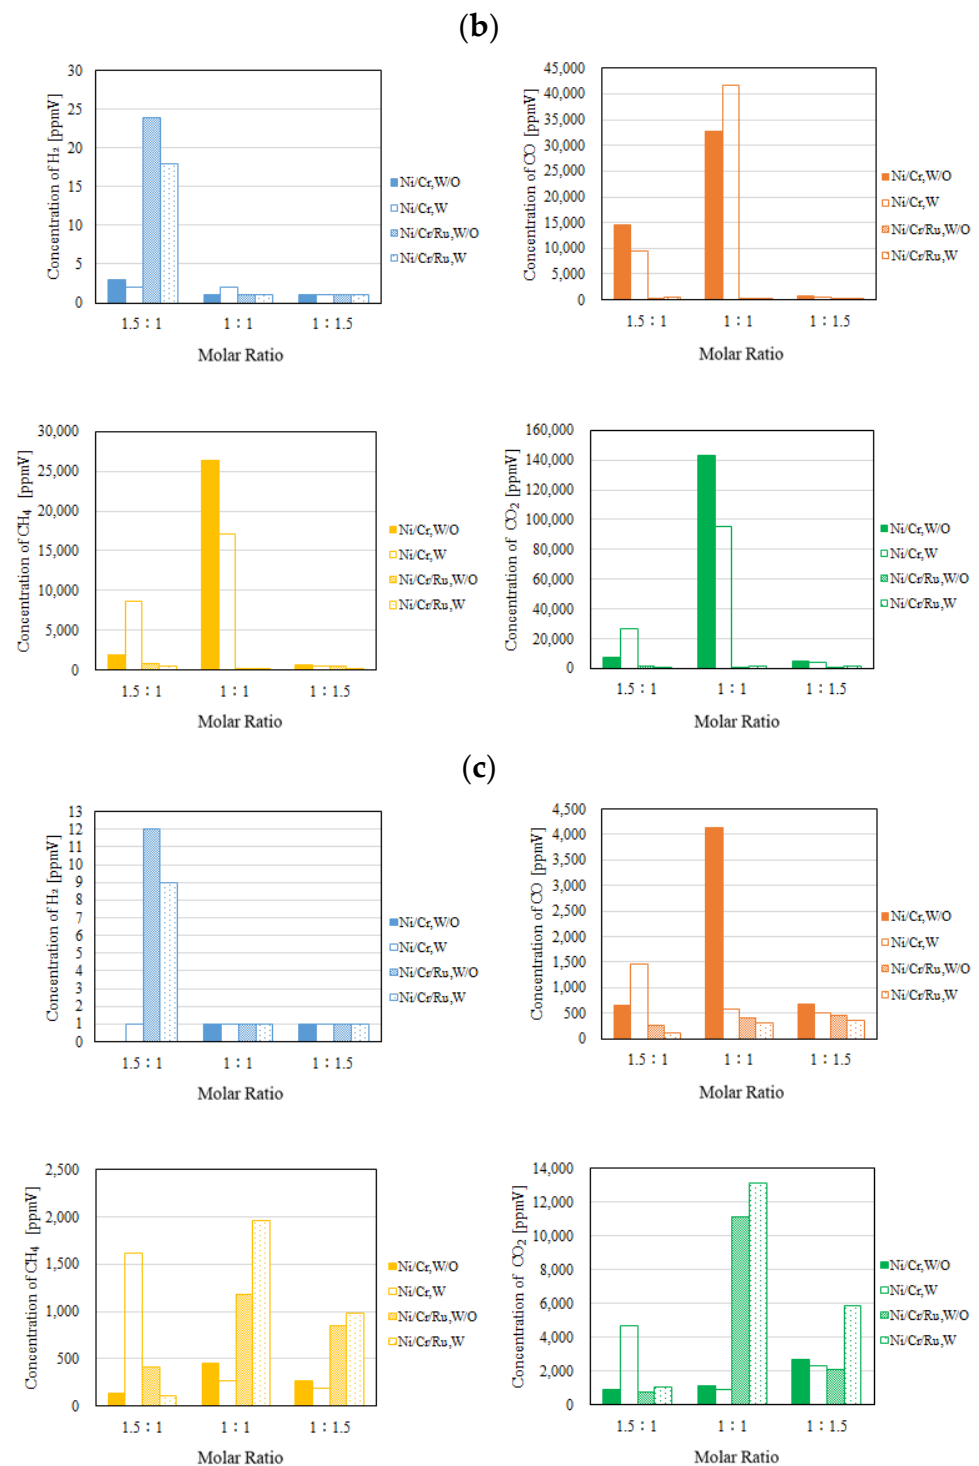 (b)
Concentration of H₂ [ppmV]
30
25
20
15
10
5
0
1.5：1
1：1
1：1.5
Molar Ratio
Ni/Cr,W/O
Ni/Cr,W
Ni/Cr/Ru,W/O
Ni/Cr/Ru,W
Concentration of CO [ppmV]
45,000
40,000
35,000
30,000
25,000
20,000
15,000
10,000
5,000
0
1.5：1
1：1
1：1.5
Molar Ratio
Ni/Cr,W/O
Ni/Cr,W
Ni/Cr/Ru,W/O
Ni/Cr/Ru,W
Concentration of CH₄ [ppmV]
30,000
25,000
20,000
15,000
10,000
5,000
0
1.5：1
1：1
1：1.5
Molar Ratio
Ni/Cr,W/O
Ni/Cr,W
Ni/Cr/Ru,W/O
Ni/Cr/Ru,W
Concentration of CO₂ [ppmV]
160,000
140,000
120,000
100,000
80,000
60,000
40,000
20,000
0
1.5：1
1：1
1：1.5
Molar Ratio
Ni/Cr,W/O
Ni/Cr,W
Ni/Cr/Ru,W/O
Ni/Cr/Ru,W
(c)
Concentration of H₂ [ppmV]
13
12
11
10
9
8
7
6
5
4
3
2
1
0
1.5：1
1：1
1：1.5
Molar Ratio
Ni/Cr,W/O
Ni/Cr,W
Ni/Cr/Ru,W/O
Ni/Cr/Ru,W
Concentration of CO [ppmV]
4,500
4,000
3,500
3,000
2,500
2,000
1,500
1,000
500
0
1.5：1
1：1
1：1.5
Molar Ratio
Ni/Cr,W/O
Ni/Cr,W
Ni/Cr/Ru,W/O
Ni/Cr/Ru,W
Concentration of CH₄ [ppmV]
2,500
2,000
1,500
1,000
500
0
1.5：1
1：1
1：1.5
Molar Ratio
Ni/Cr,W/O
Ni/Cr,W
Ni/Cr/Ru,W/O
Ni/Cr/Ru,W
Concentration of CO₂ [ppmV]
14,000
12,000
10,000
8,000
6,000
4,000
2,000
0
1.5：1
1：1
1：1.5
Molar Ratio
Ni/Cr,W/O
Ni/Cr,W
Ni/Cr/Ru,W/O
Ni/Cr/Ru,W